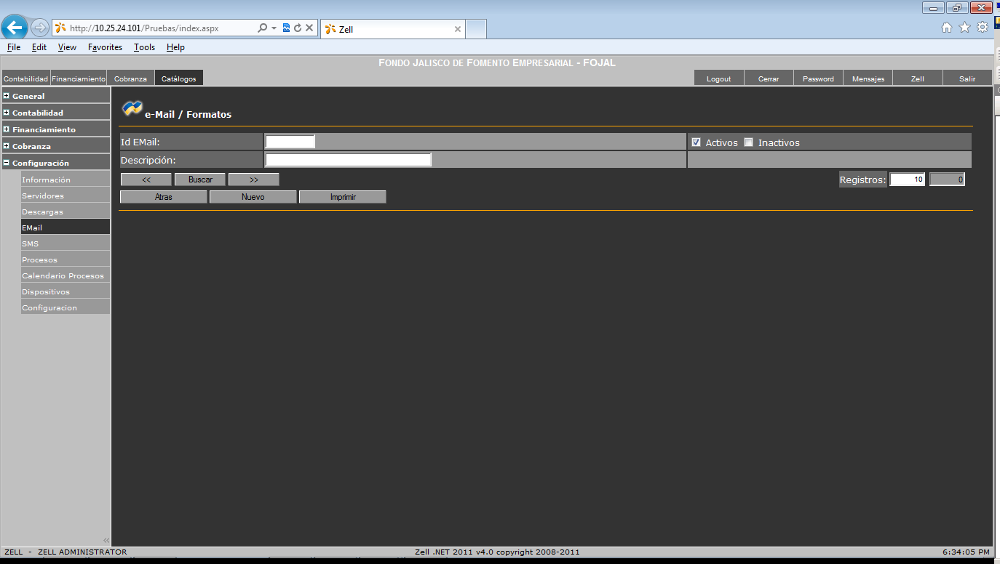 http://10.25.24.101/Pruebas/index.aspx
Zell
File Edit View Favorites Tools Help
FONDO JALISCO DE FOMENTO EMPRESARIAL - FOJAL
Contabilidad Financiamiento Cobranza Catálogos Logout Cerrar Password Mensajes Zell Salir
General
Contabilidad
Financiamiento
Cobranza
Configuración
Información
Servidores
Descargas
EMail
SMS
Procesos
Calendario Procesos
Dispositivos
Configuracion
«
e-Mail / Formatos
Id EMail: Activos Inactivos
Descripción:
<< Buscar >> Registros: 10 0
Atras Nuevo Imprimir
ZELL - ZELL ADMINISTRATOR Zell .NET 2011 v4.0 copyright 2008-2011 6:34:05 PM